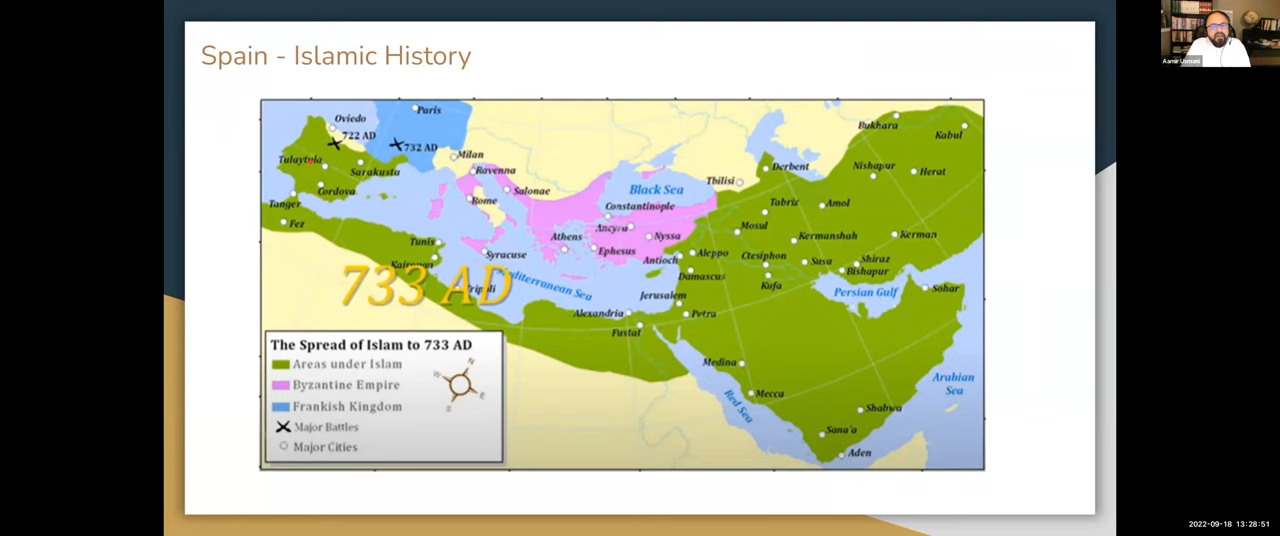 Spain - Islamic History
Aamir Usmani
Oviedo
722 AD
Paris
732 AD
Milan
Ravenna
Salonae
Rome
Tulaytula
Sarakusta
Cordova
Tanger
Fez
Tunis
Kairouan
Syracuse
Tripoli
733 AD
Mediterranean Sea
Black Sea
Constantinople
Ancyra
Nyssa
Athens
Ephesus
Antioch
Aleppo
Damascus
Jerusalem
Alexandria
Petra
Fustat
Tbilisi
Derbent
Tabriz
Amol
Mosul
Kermanshah
Ctesiphon
Susa
Shiraz
Bishapur
Kufa
Persian Gulf
Sohar
Kerman
Bukhara
Kabul
Nishapur
Herat
Medina
Mecca
Red Sea
Arabian
Sea
Shabwa
Sana'a
Aden
The Spread of Islam to 733 AD
Areas under Islam
Byzantine Empire
Frankish Kingdom
Major Battles
Major Cities
N
W
E
S
2022-09-18 13:28:51